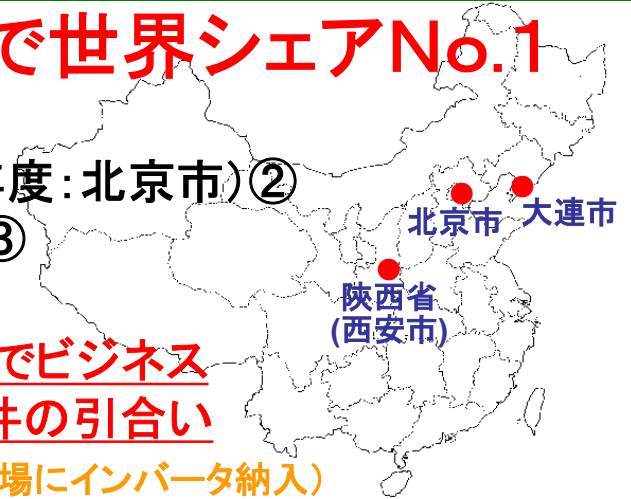 で世界シェアNo.1
年度：北京市）②
③
北京市
大連市
陝西省
(西安市)
でビジネス
件の引合い
場にインバータ納入）